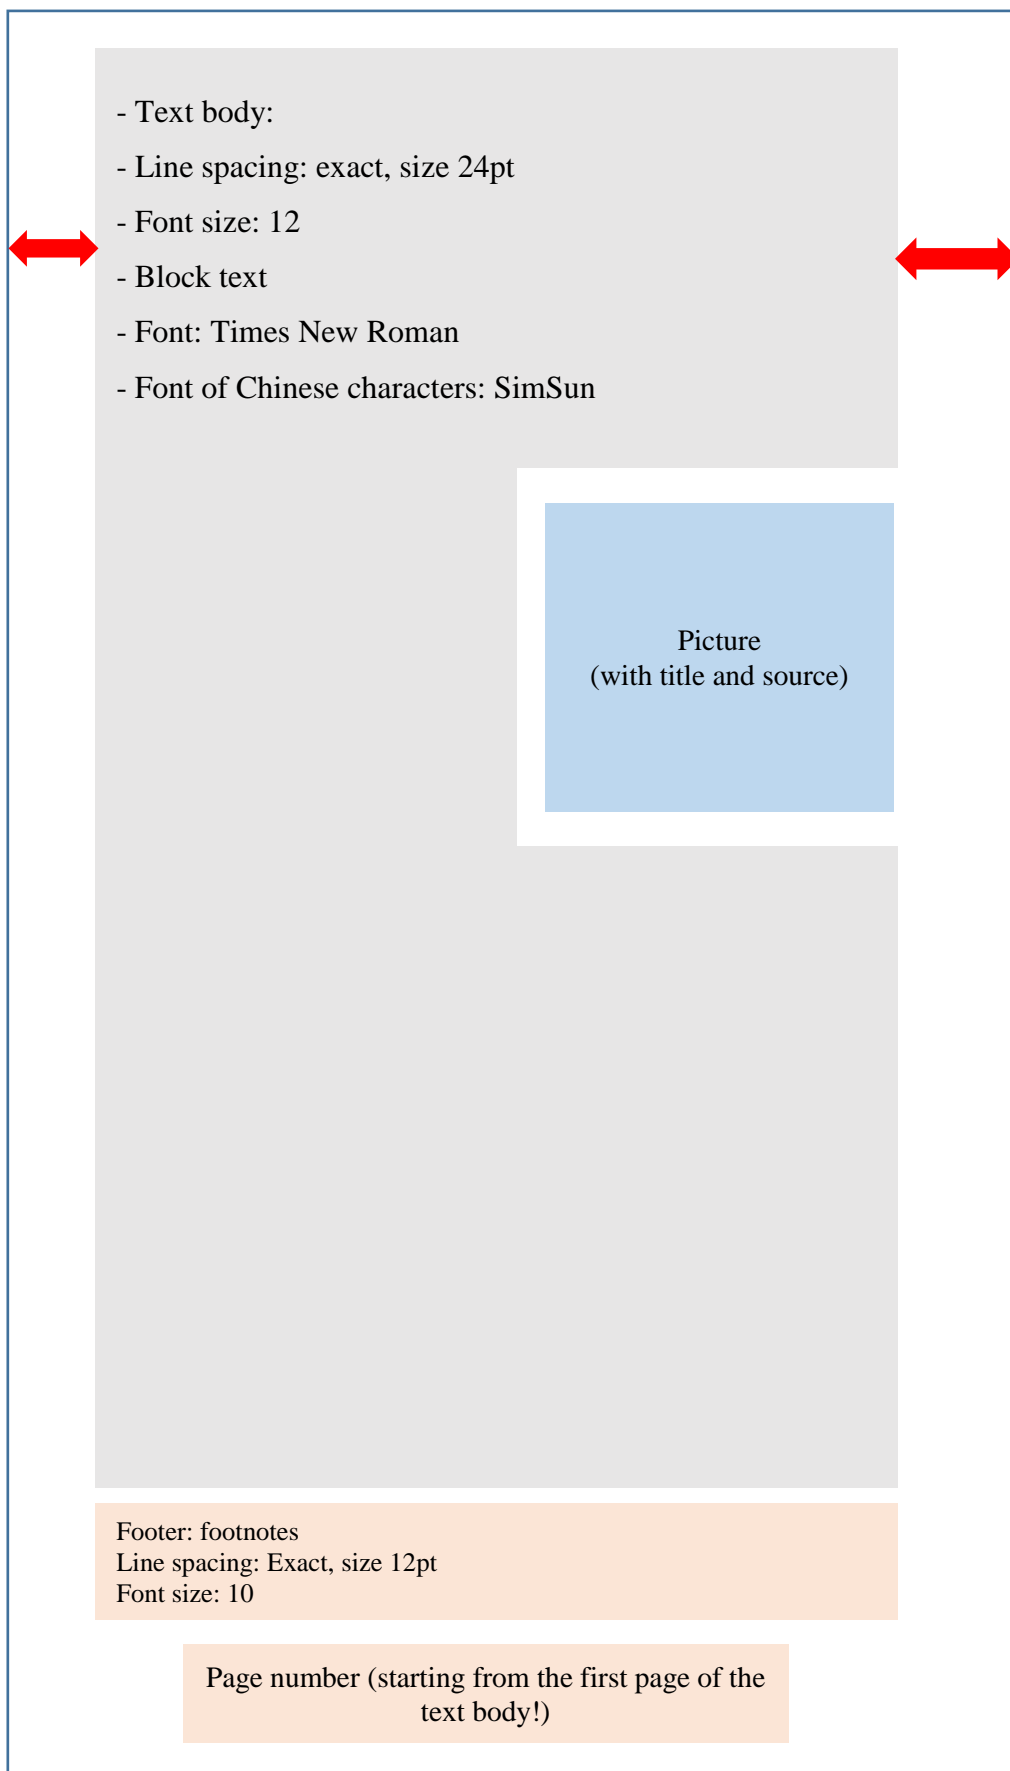 - Text body:
- Line spacing: exact, size 24pt
- Font size: 12
- Block text
- Font: Times New Roman
- Font of Chinese characters: SimSun
Picture
(with title and source)
Footer: footnotes
Line spacing: Exact, size 12pt
Font size: 10
Page number (starting from the first page of the
text body!)